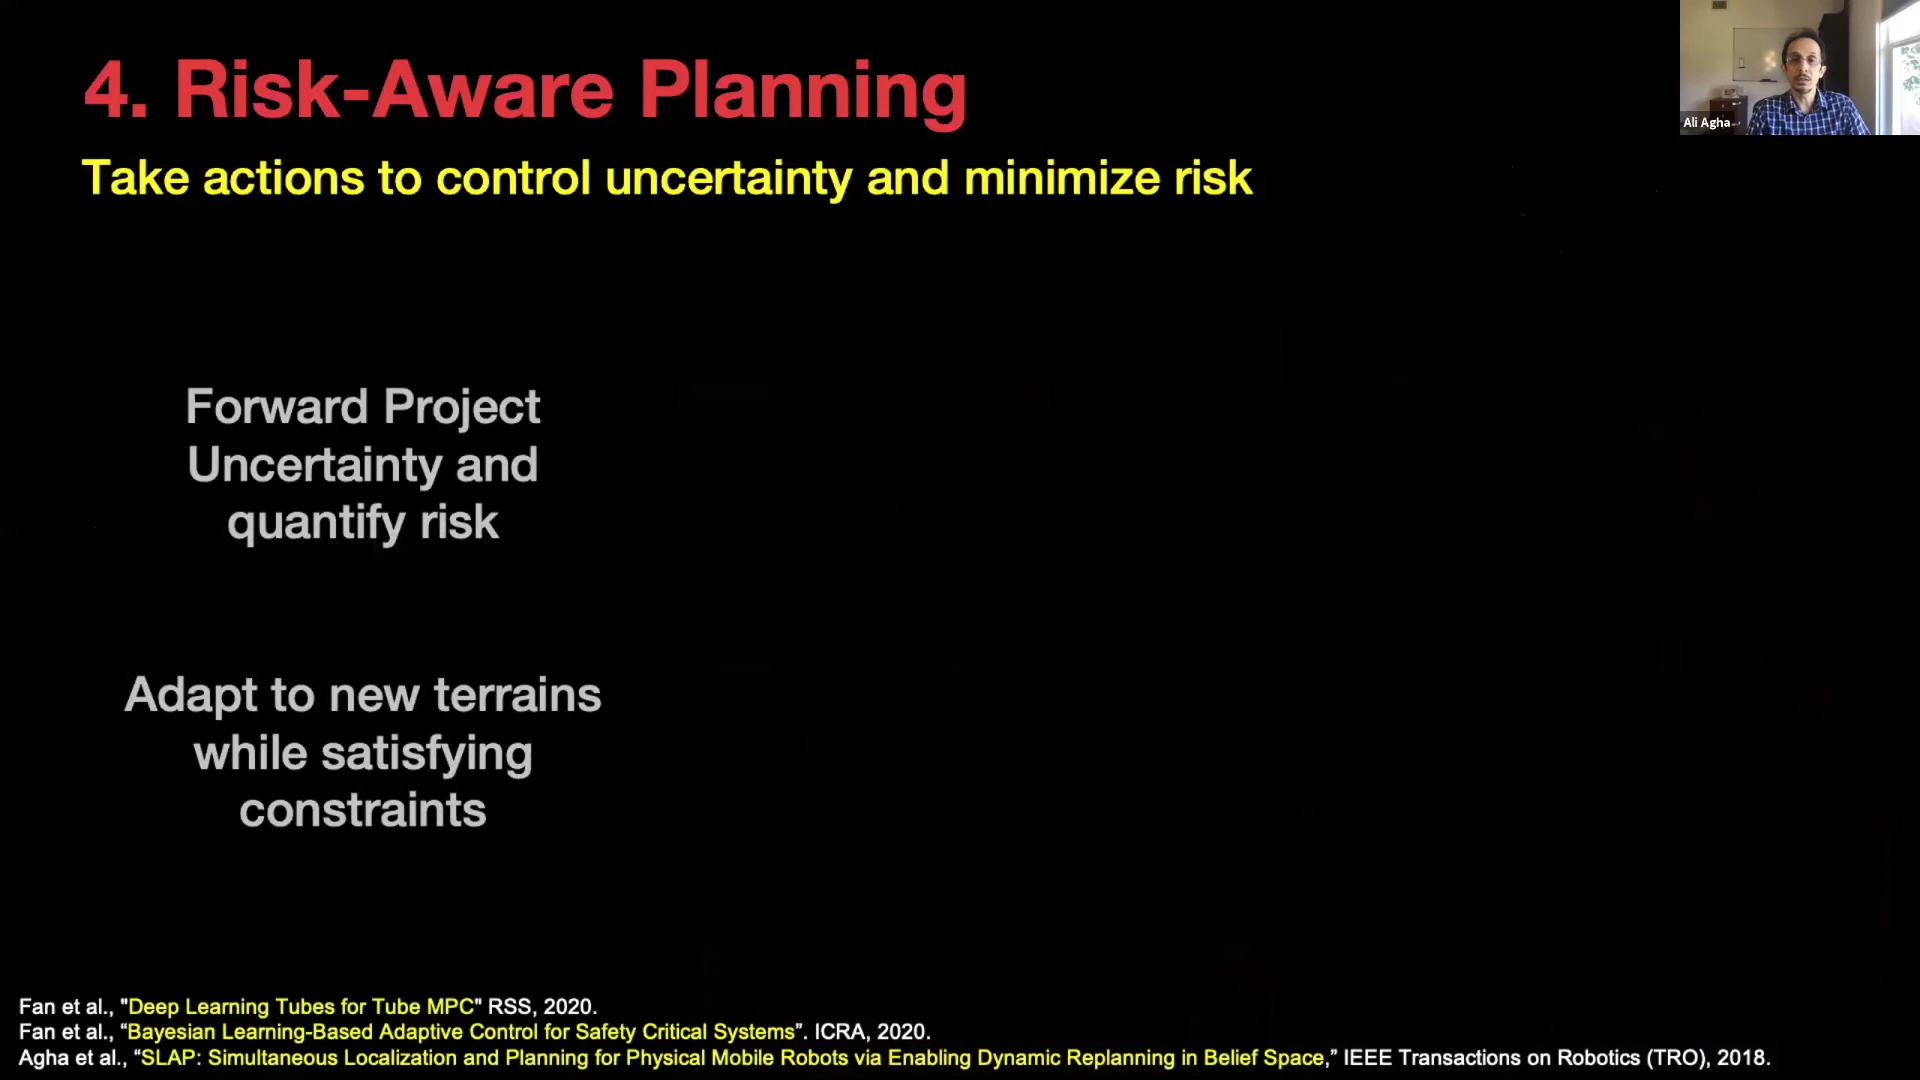 4. Risk-Aware Planning
Take actions to control uncertainty and minimize risk
Ali Agha
Forward Project
Uncertainty and
quantify risk
Adapt to new terrains
while satisfying
constraints
Fan et al., "Deep Learning Tubes for Tube MPC" RSS, 2020.
Fan et al., “Bayesian Learning-Based Adaptive Control for Safety Critical Systems”. ICRA, 2020.
Agha et al., “SLAP: Simultaneous Localization and Planning for Physical Mobile Robots via Enabling Dynamic Replanning in Belief Space,” IEEE Transactions on Robotics (TRO), 2018.